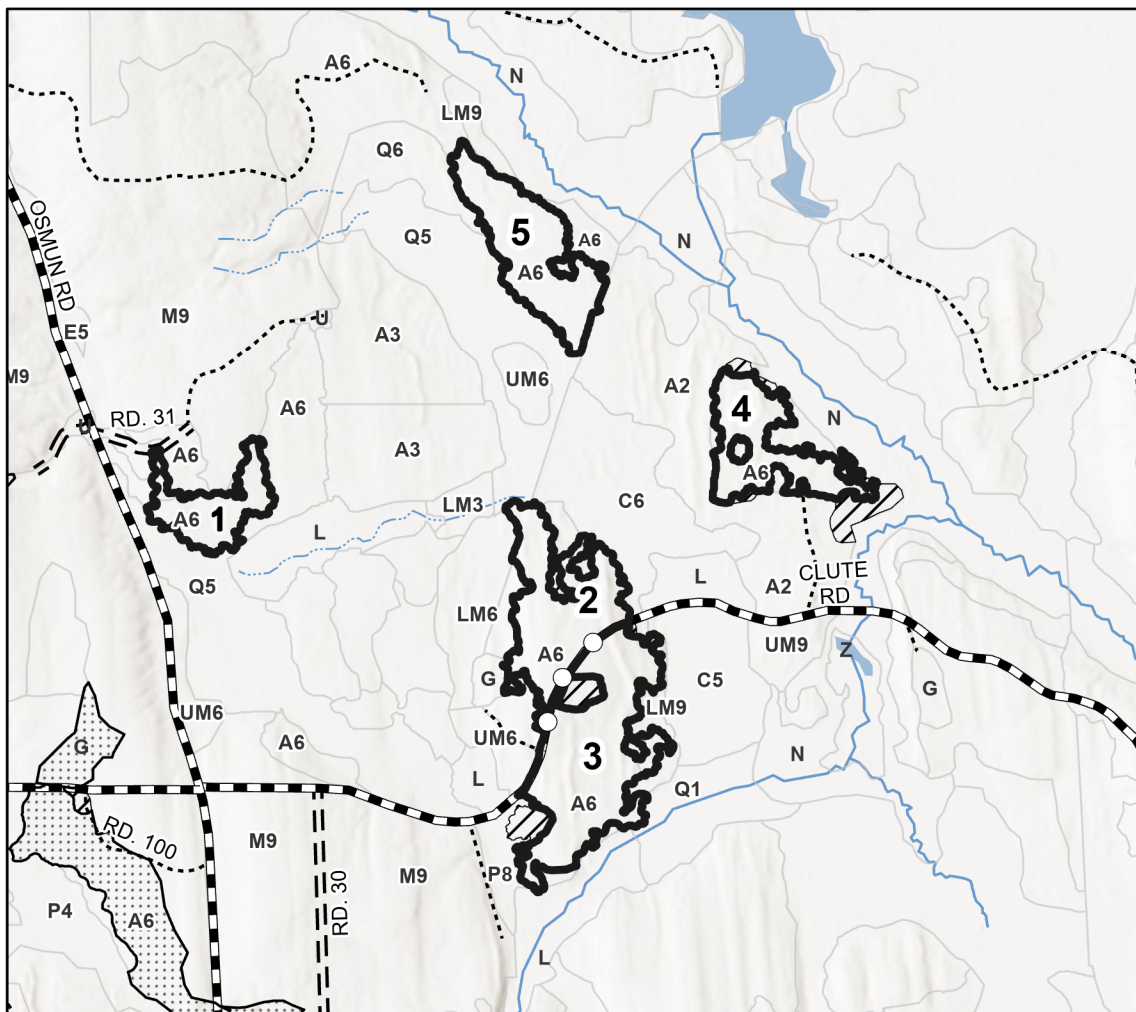 A6
N
LM9
Q6
OSMUN RD
Q5
5
A6
N
A6
E5
M9
U
A3
M9
UM6
A2
4
N
RD. 31
U
A6
A6
A3
A6
LM3
C6
A6
1
L
Q5
L
A2
CLUTE
RD
2
LM6
A6
UM9
Z
G
C5
G
LM9
UM6
A6
UM6
G
3
N
L
A6
Q1
RD. 100
M9
M9
P8
RD. 30
P4
A6
L